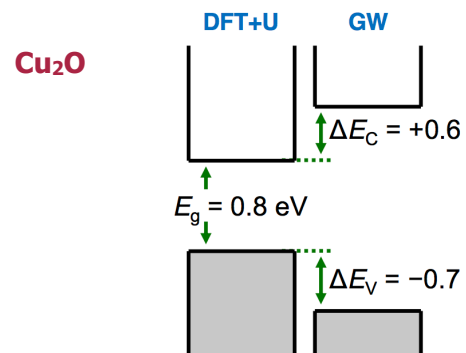 DFT+U GW
Cu₂O
ΔE_C = +0.6
E_g = 0.8 eV
ΔE_V = −0.7